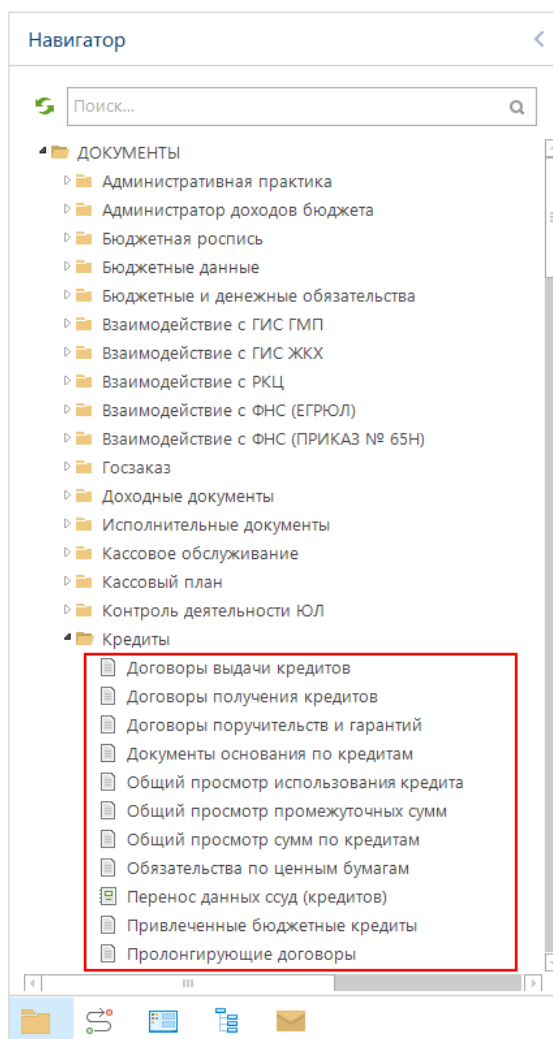 Навигатор
Поиск...
ДОКУМЕНТЫ
Административная практика
Администратор доходов бюджета
Бюджетная роспись
Бюджетные данные
Бюджетные и денежные обязательства
Взаимодействие с ГИС ГМП
Взаимодействие с ГИС ЖКХ
Взаимодействие с РКЦ
Взаимодействие с ФНС (ЕГРЮЛ)
Взаимодействие с ФНС (ПРИКАЗ № 65Н)
Госзаказ
Доходные документы
Исполнительные документы
Кассовое обслуживание
Кассовый план
Контроль деятельности ЮЛ
Кредиты
Договоры выдачи кредитов
Договоры получения кредитов
Договоры поручительств и гарантий
Документы основания по кредитам
Общий просмотр использования кредита
Общий просмотр промежуточных сумм
Общий просмотр сумм по кредитам
Обязательства по ценным бумагам
Перенос данных ссуд (кредитов)
Привлеченные бюджетные кредиты
Пролонгирующие договоры